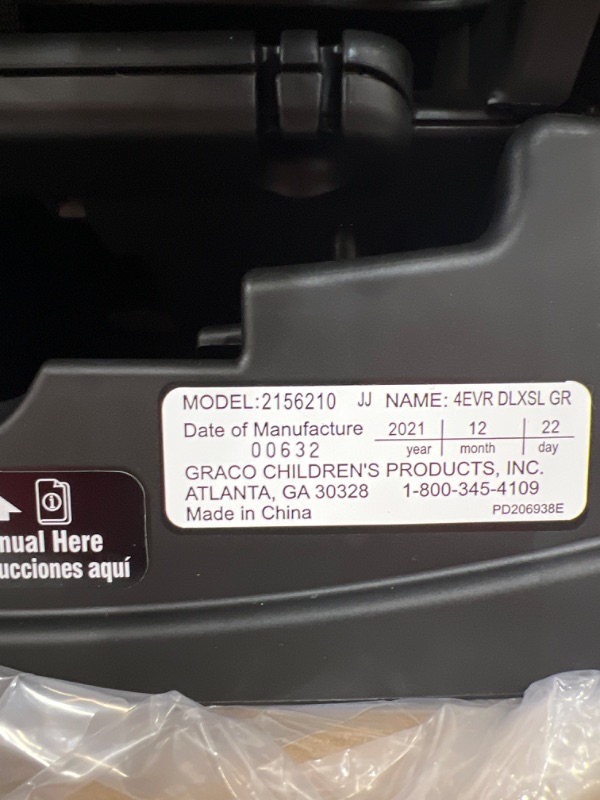 MODEL:2156210 JJ NAME: 4EVR DLXSL GR
Date of Manufacture 2021 12 22
00632 year month day
GRACO CHILDREN'S PRODUCTS, INC.
ATLANTA, GA 30328 1-800-345-4109
Made in China PD206938E
nual Here
ucciones aquí